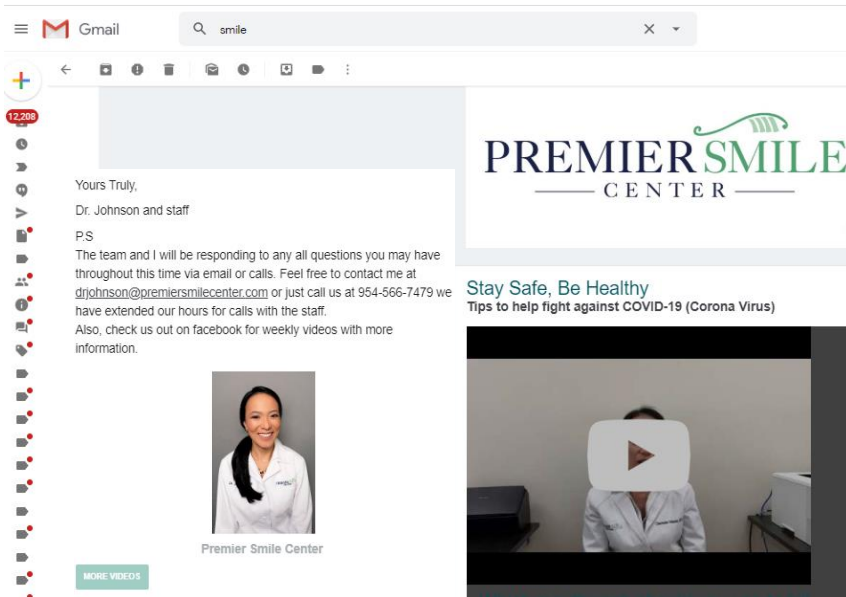 Gmail
smile
12,208
PREMIER SMILE
CENTER
Yours Truly,
Dr. Johnson and staff
P.S
The team and I will be responding to any all questions you may have
throughout this time via email or calls. Feel free to contact me at
drjohnson@premiersmilecenter.com or just call us at 954-566-7479 we
have extended our hours for calls with the staff.
Also, check us out on facebook for weekly videos with more
information.
Premier Smile Center
MORE VIDEOS
Stay Safe, Be Healthy
Tips to help fight against COVID-19 (Corona Virus)